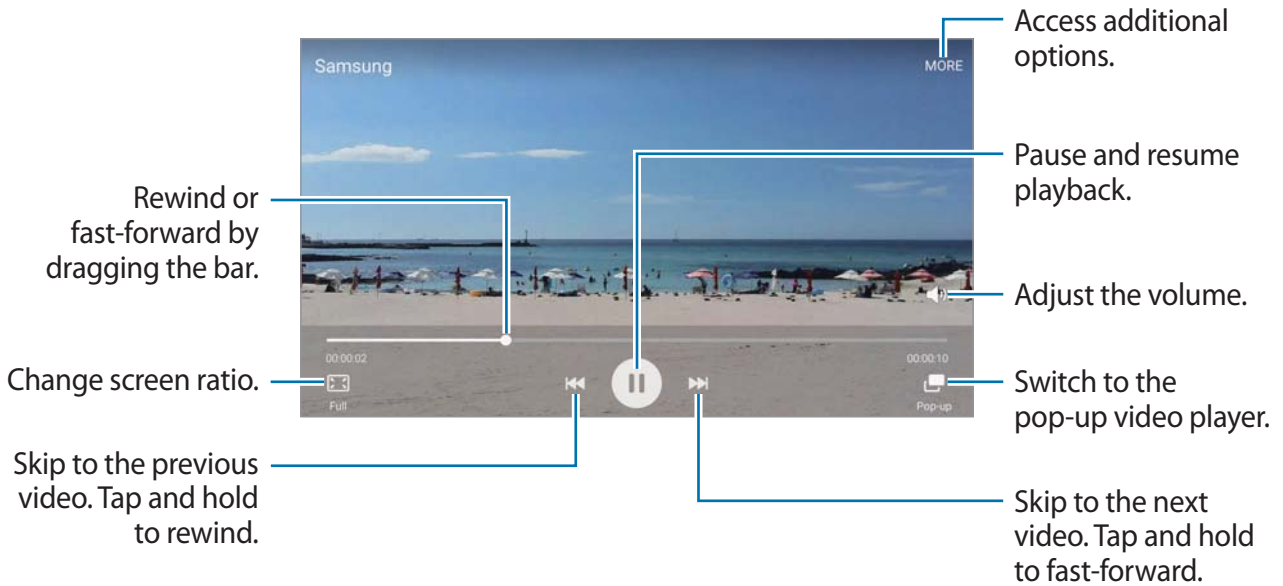 Access additional
options.
Samsung
MORE
Pause and resume
playback.
Rewind or
fast-forward by
dragging the bar.
Adjust the volume.
00:00:02
00:00:10
Change screen ratio.
Full
Pop-up
Switch to the
pop-up video player.
Skip to the previous
video. Tap and hold
to rewind.
Skip to the next
video. Tap and hold
to fast-forward.